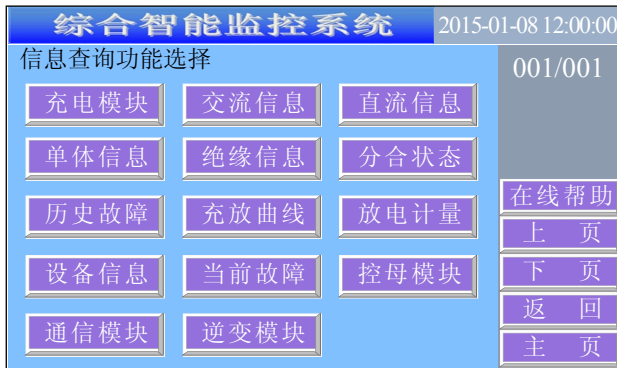 综合智能监控系统 2015-01-08 12:00:00
信息查询功能选择 001/001
充电模块 交流信息 直流信息
单体信息 绝缘信息 分合状态
历史故障 充放曲线 放电计量
设备信息 当前故障 控母模块
通信模块 逆变模块
在线帮助
上 页
下 页
返 回
主 页